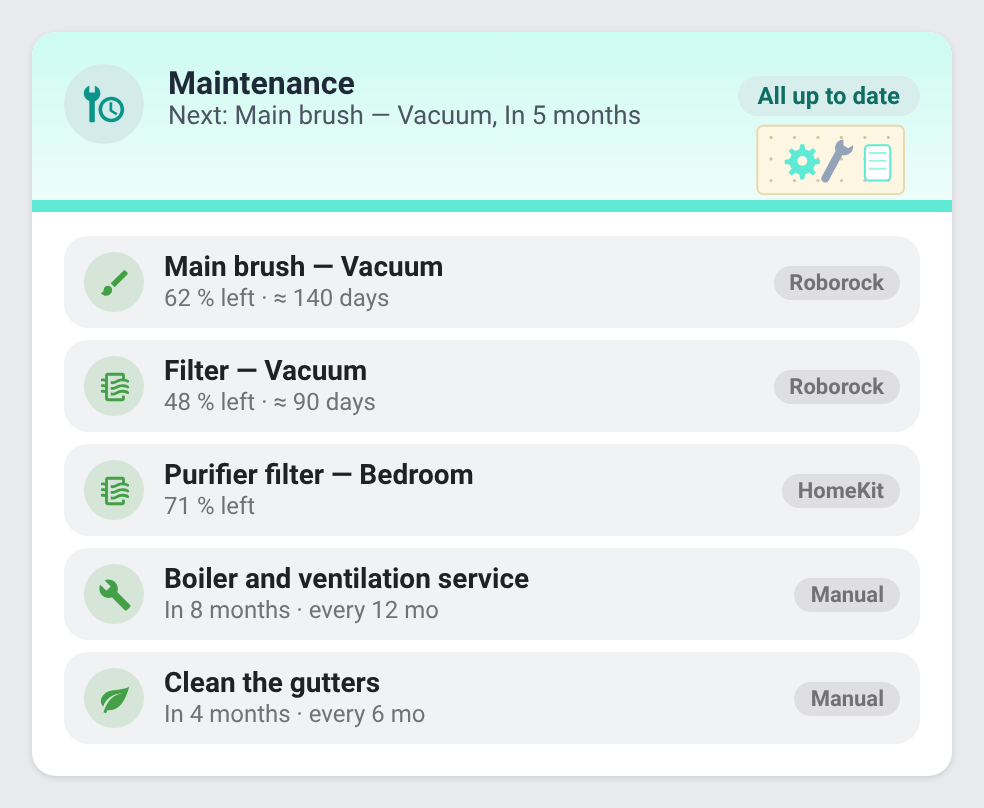 Maintenance
Next: Main brush — Vacuum, In 5 months
All up to date
Main brush — Vacuum
62 % left · ≈ 140 days
Roborock
Filter — Vacuum
48 % left · ≈ 90 days
Roborock
Purifier filter — Bedroom
71 % left
HomeKit
Boiler and ventilation service
In 8 months · every 12 mo
Manual
Clean the gutters
In 4 months · every 6 mo
Manual